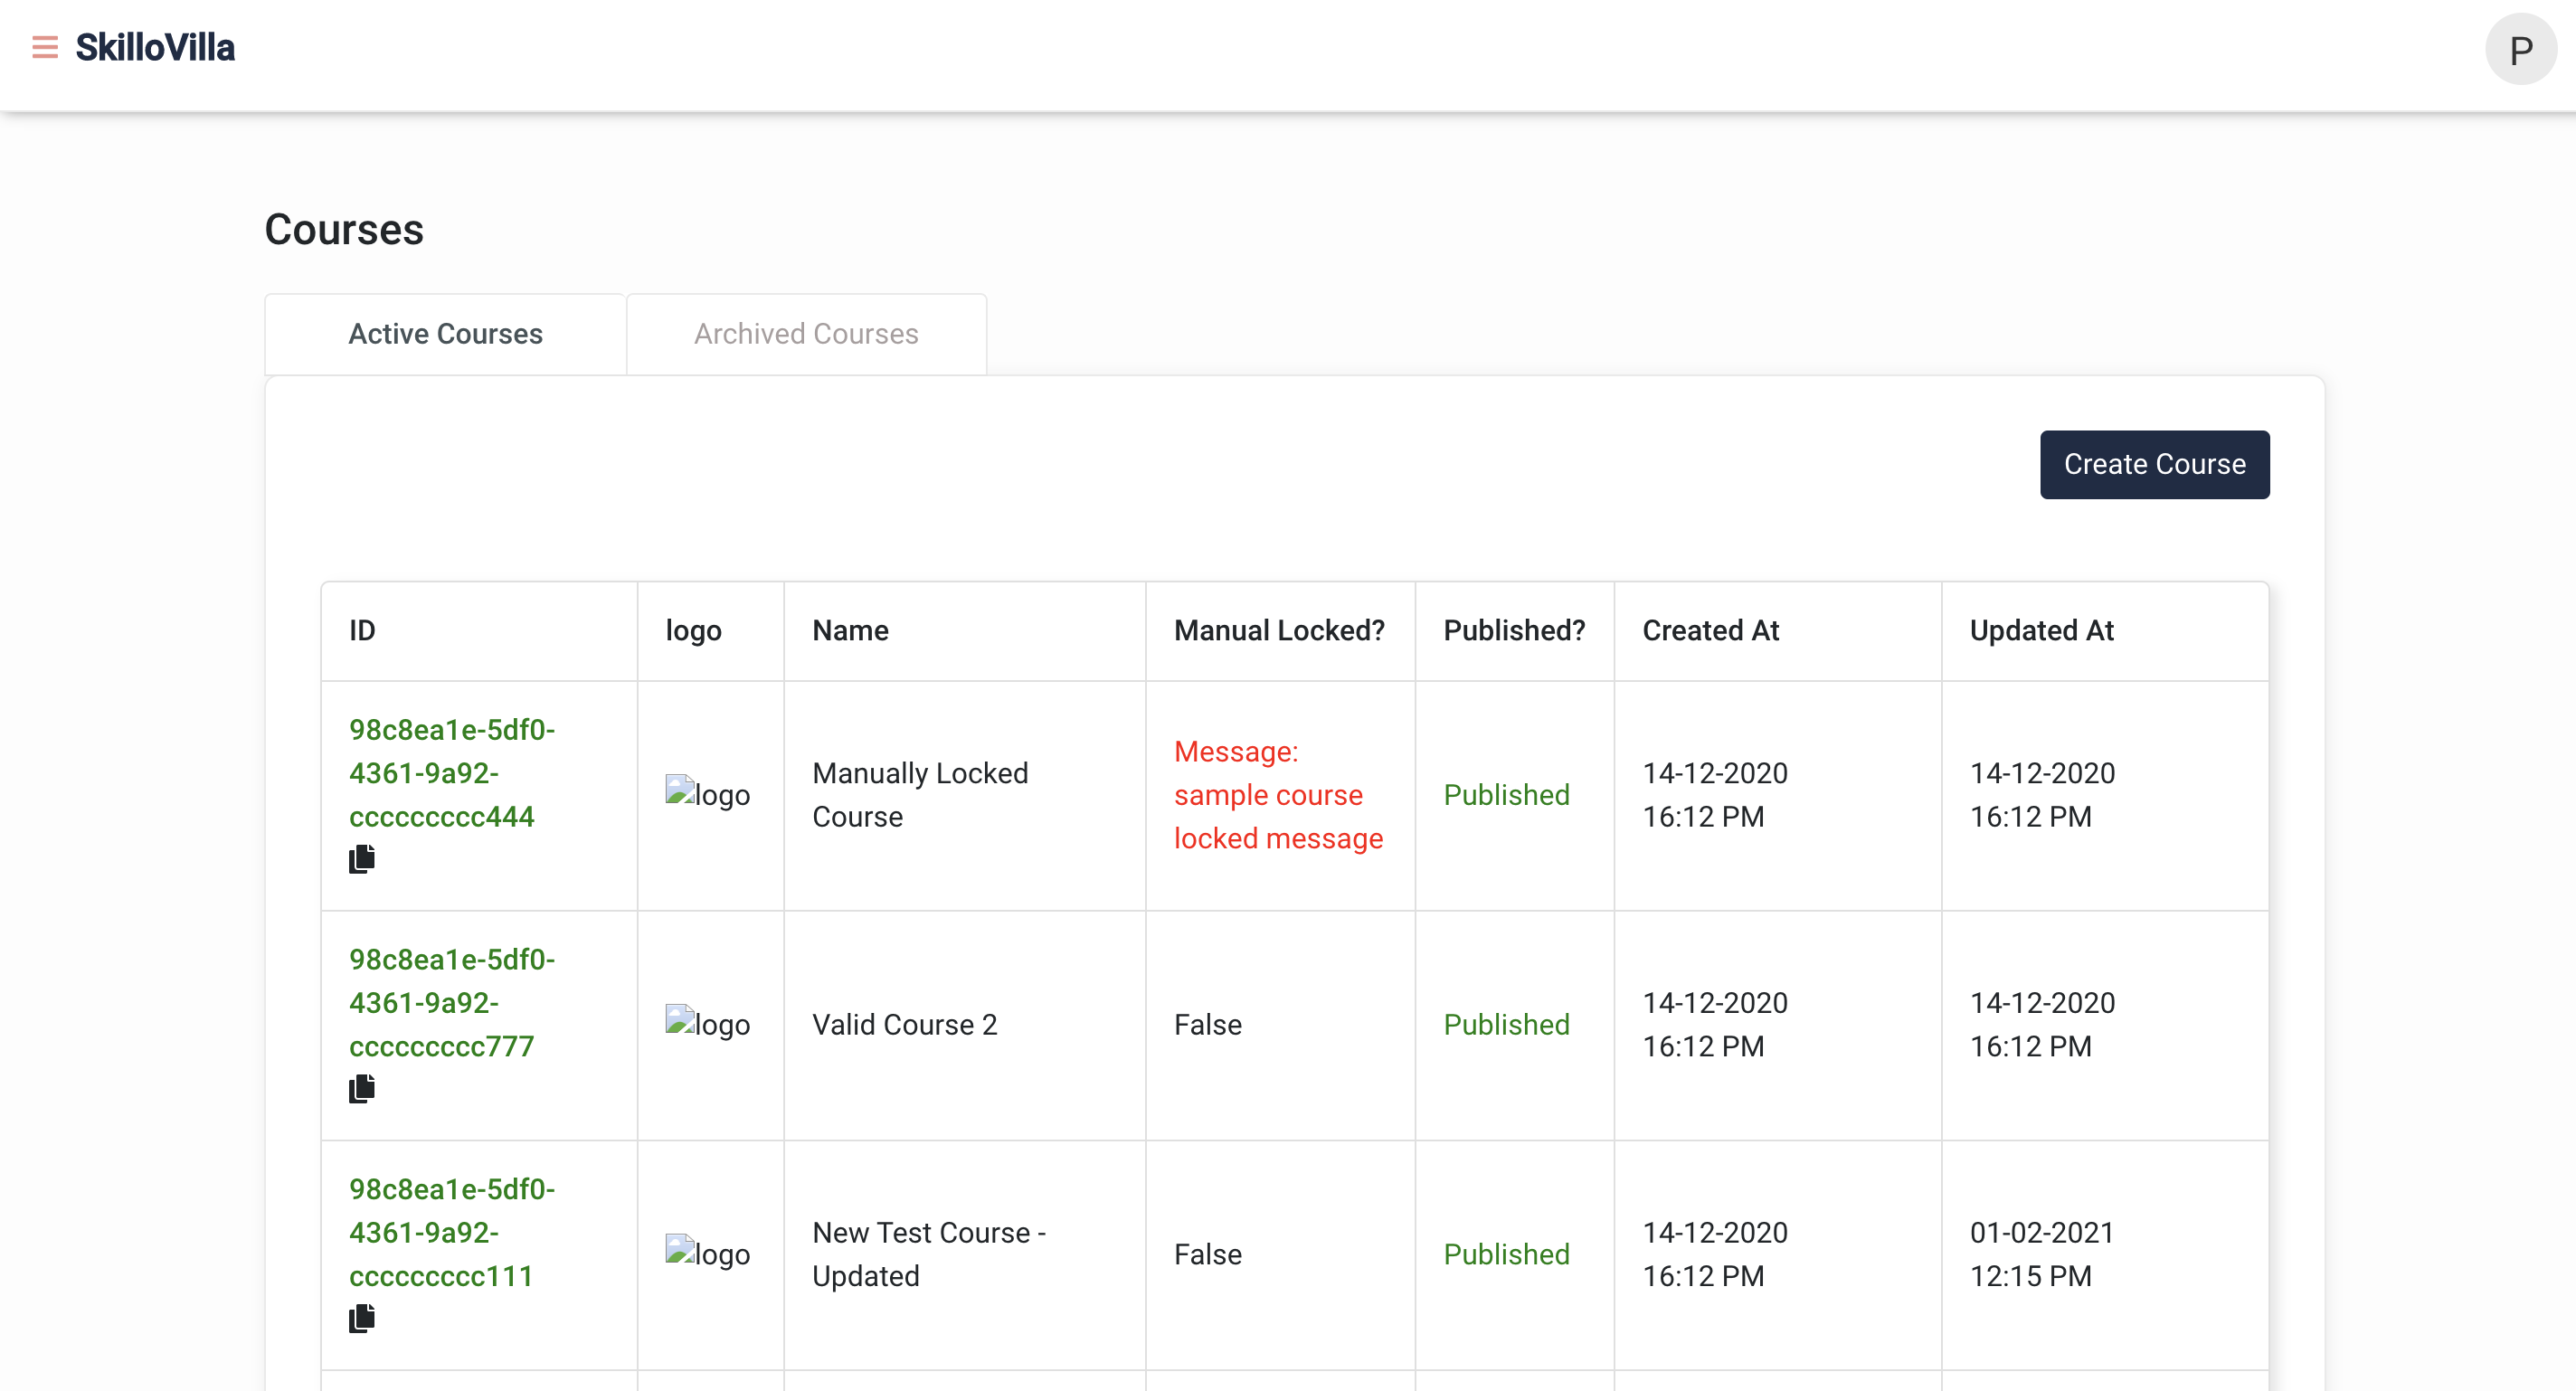 SkilloVilla
P
Courses
Active Courses
Archived Courses
Create Course
ID
logo
Name
Manual Locked?
Published?
Created At
Updated At
98c8ea1e-5df0-
4361-9a92-
ccccccccc444
logo
Manually Locked
Course
Message:
sample course
locked message
Published
14-12-2020
16:12 PM
14-12-2020
16:12 PM
98c8ea1e-5df0-
4361-9a92-
ccccccccc777
logo
Valid Course 2
False
Published
14-12-2020
16:12 PM
14-12-2020
16:12 PM
98c8ea1e-5df0-
4361-9a92-
ccccccccc111
logo
New Test Course -
Updated
False
Published
14-12-2020
16:12 PM
01-02-2021
12:15 PM